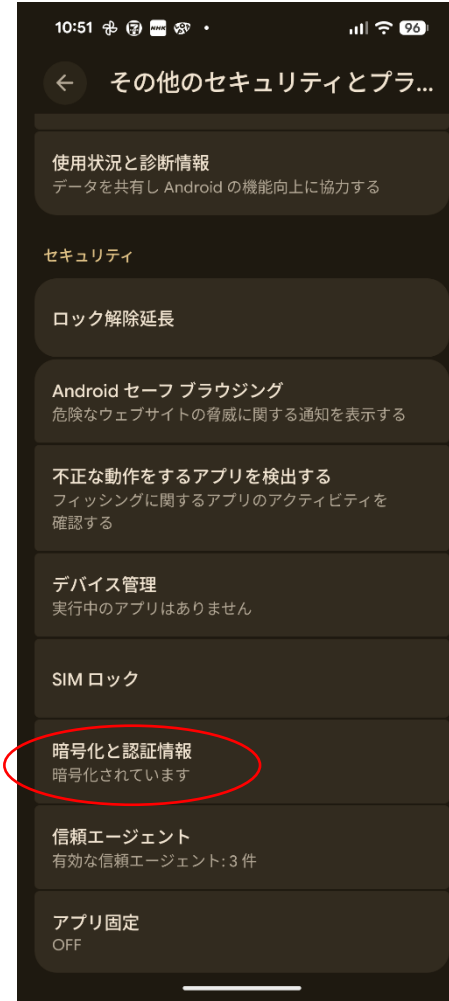 10:51 NHK 96
その他のセキュリティとプラ...
使用状況と診断情報
データを共有し Android の機能向上に協力する
セキュリティ
ロック解除延長
Android セーフ ブラウジング
危険なウェブサイトの脅威に関する通知を表示する
不正な動作をするアプリを検出する
フィッシングに関するアプリのアクティビティを
確認する
デバイス管理
実行中のアプリはありません
SIM ロック
暗号化と認証情報
暗号化されています
信頼エージェント
有効な信頼エージェント: 3 件
アプリ固定
OFF